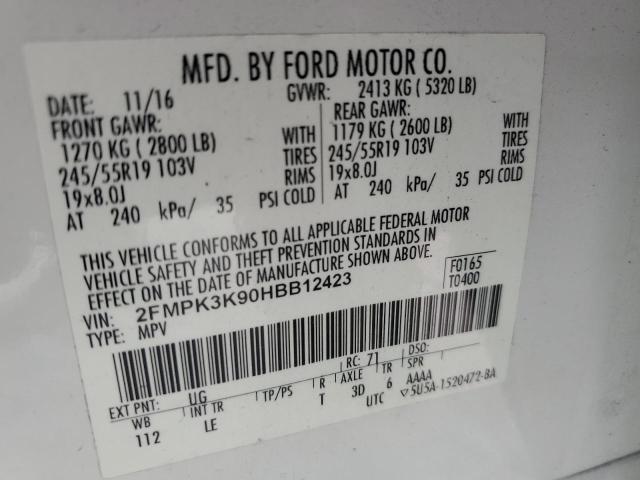 MFD. BY FORD MOTOR CO.
DATE: 11/16 GVWR: 2413 KG ( 5320 LB)
FRONT GAWR: REAR GAWR:
1270 KG ( 2800 LB) WITH 1179 KG ( 2600 LB) WITH
245/55R19 103V TIRES 245/55R19 103V TIRES
19x8.0J RIMS 19x8.0J RIMS
AT 240 kPa/ 35 PSI COLD AT 240 kPa/ 35 PSI COLD
THIS VEHICLE CONFORMS TO ALL APPLICABLE FEDERAL MOTOR
VEHICLE SAFETY AND THEFT PREVENTION STANDARDS IN
EFFECT ON THE DATE OF MANUFACTURE SHOWN ABOVE.
VIN: 2FMPK3K90HBB12423 F0165
TYPE: MPV T0400
EXT PNT: UG RC: 71 DSO:
WB INT TR TP/PS R AXLE TR SPR
112 LE T 3D 6 AAAA
UTC ▽5U5A-1520472-BA